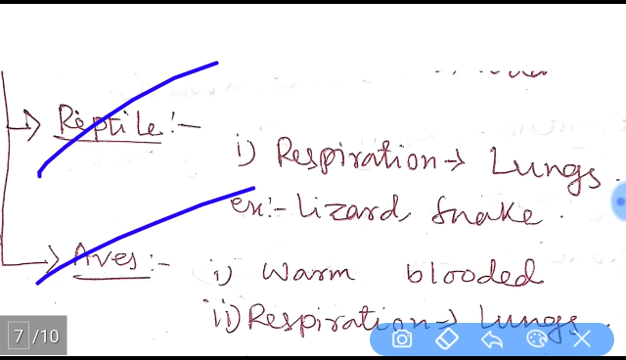 → Reptile :-
i) Respiration → Lungs.
ex:- Lizard, Snake.
→ Aves :-
i) Warm blooded
ii) Respiration → Lungs.
7 /10